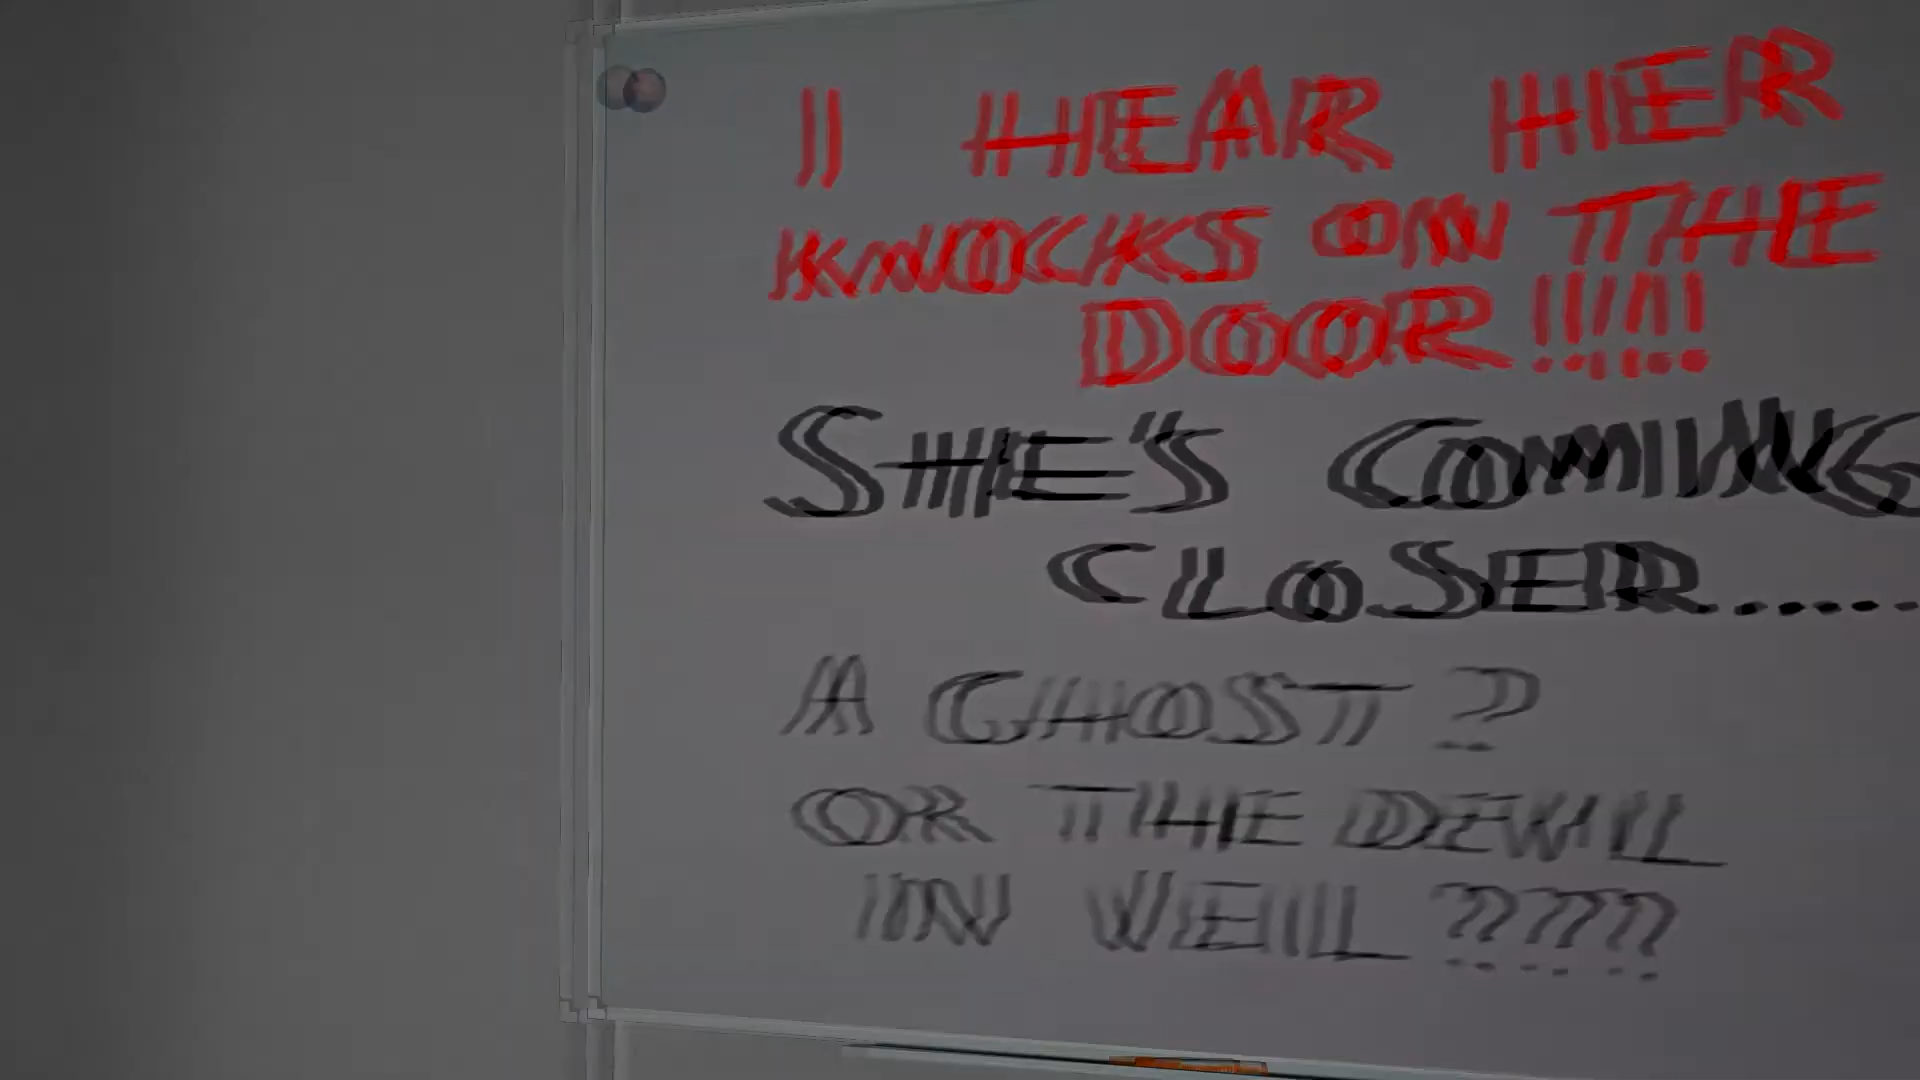 I HEAR HER
KNOCKS ON THE
DOOR!!!
SHE'S COMING
CLOSER.....
A GHOST?
OR THE DEVIL
IN VEIL???